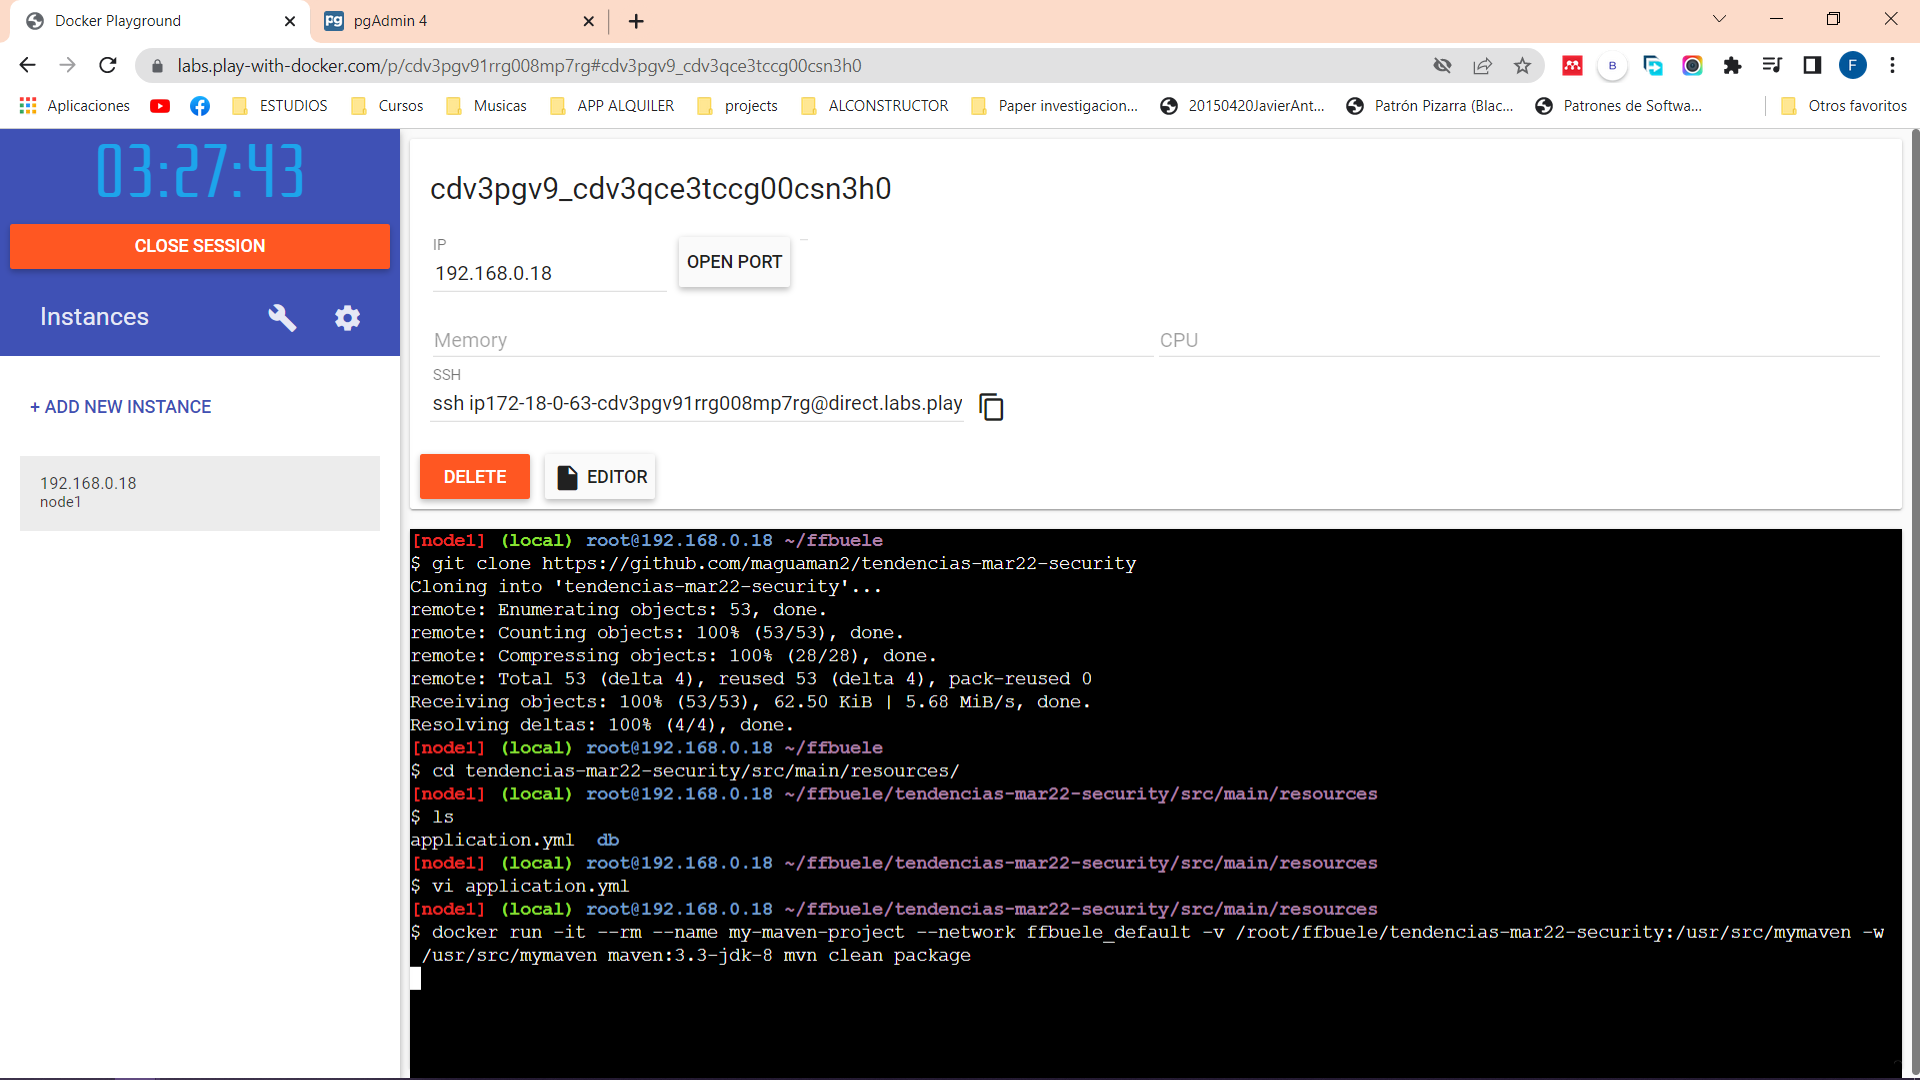 Docker Playground
pgAdmin 4
labs.play-with-docker.com/p/cdv3pgv91rrg008mp7rg#cdv3pgv9_cdv3qce3tccg00csn3h0
B
F
Aplicaciones
ESTUDIOS
Cursos
Musicas
APP ALQUILER
projects
ALCONSTRUCTOR
Paper investigacion...
20150420JavierAnt...
Patrón Pizarra (Blac...
Patrones de Softwa...
Otros favoritos
03:27:43
CLOSE SESSION
Instances
+ ADD NEW INSTANCE
192.168.0.18
node1
cdv3pgv9_cdv3qce3tccg00csn3h0
IP
192.168.0.18
OPEN PORT
Memory
CPU
SSH
ssh ip172-18-0-63-cdv3pgv91rrg008mp7rg@direct.labs.play
DELETE
EDITOR
[node1] (local) root@192.168.0.18 ~/ffbuele
$ git clone https://github.com/maguaman2/tendencias-mar22-security
Cloning into 'tendencias-mar22-security'...
remote: Enumerating objects: 53, done.
remote: Counting objects: 100% (53/53), done.
remote: Compressing objects: 100% (28/28), done.
remote: Total 53 (delta 4), reused 53 (delta 4), pack-reused 0
Receiving objects: 100% (53/53), 62.50 KiB | 5.68 MiB/s, done.
Resolving deltas: 100% (4/4), done.
[node1] (local) root@192.168.0.18 ~/ffbuele
$ cd tendencias-mar22-security/src/main/resources/
[node1] (local) root@192.168.0.18 ~/ffbuele/tendencias-mar22-security/src/main/resources
$ ls
application.yml  db
[node1] (local) root@192.168.0.18 ~/ffbuele/tendencias-mar22-security/src/main/resources
$ vi application.yml
[node1] (local) root@192.168.0.18 ~/ffbuele/tendencias-mar22-security/src/main/resources
$ docker run -it --rm --name my-maven-project --network ffbuele_default -v /root/ffbuele/tendencias-mar22-security:/usr/src/mymaven -w
/usr/src/mymaven maven:3.3-jdk-8 mvn clean package